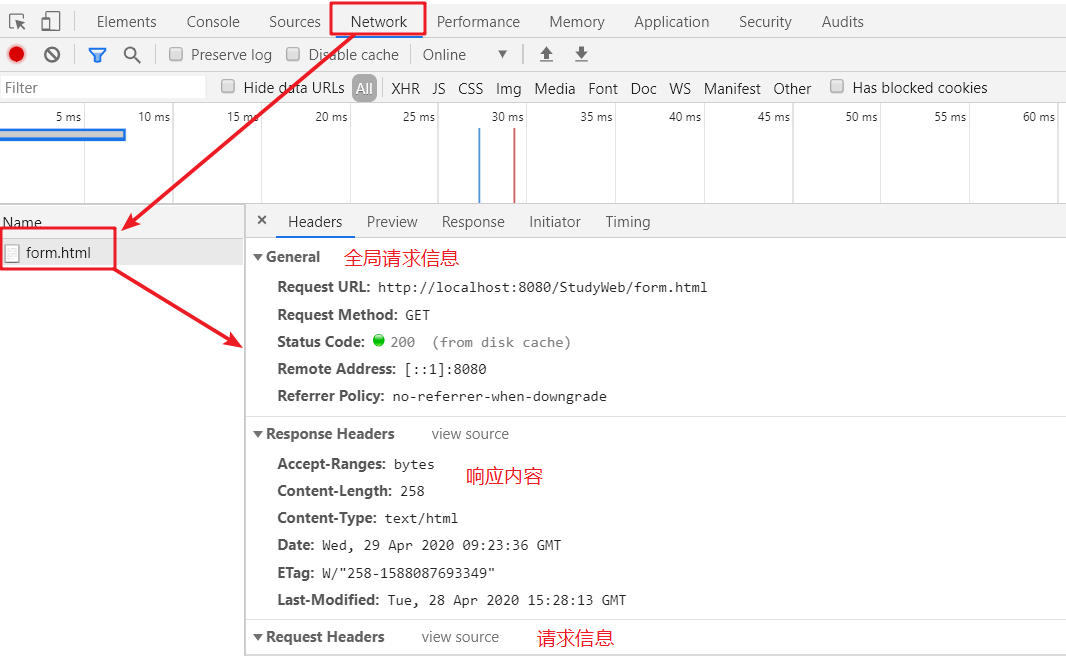 Elements Console Sources Network Performance Memory Application Security Audits
Preserve log Disable cache Online
Filter Hide data URLs All XHR JS CSS Img Media Font Doc WS Manifest Other Has blocked cookies
5 ms 10 ms 15 ms 20 ms 25 ms 30 ms 35 ms 40 ms 45 ms 50 ms 55 ms 60 ms
Name
form.html
× Headers Preview Response Initiator Timing
General 全局请求信息
Request URL: http://localhost:8080/StudyWeb/form.html
Request Method: GET
Status Code: 200 (from disk cache)
Remote Address: [::1]:8080
Referrer Policy: no-referrer-when-downgrade
Response Headers view source
Accept-Ranges: bytes
响应内容
Content-Length: 258
Content-Type: text/html
Date: Wed, 29 Apr 2020 09:23:36 GMT
ETag: W/"258-1588087693349"
Last-Modified: Tue, 28 Apr 2020 15:28:13 GMT
Request Headers view source 请求信息